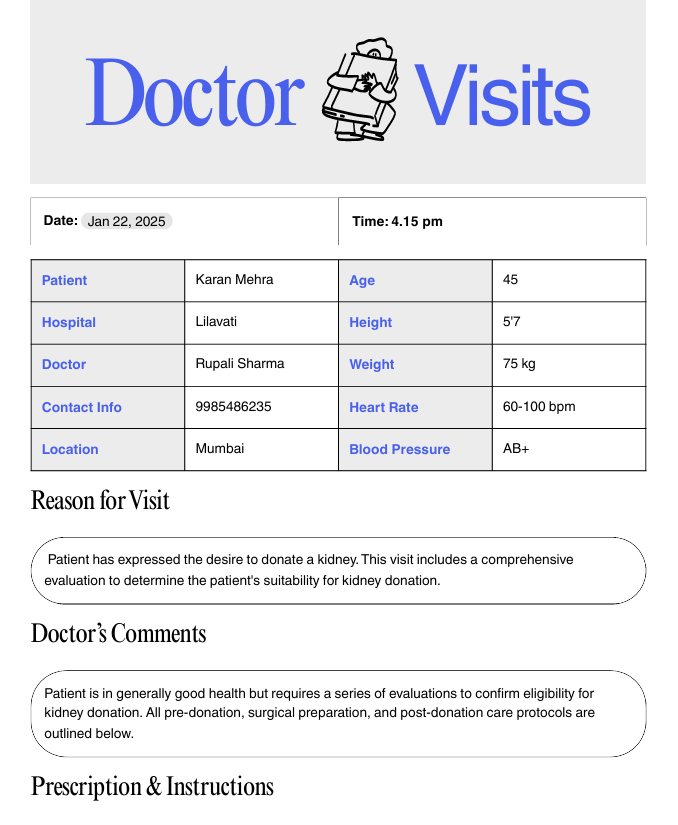 Doctor Visits
Date: Jan 22, 2025
Time: 4.15 pm
Patient Karan Mehra Age 45
Hospital Lilavati Height 5'7
Doctor Rupali Sharma Weight 75 kg
Contact Info 9985486235 Heart Rate 60-100 bpm
Location Mumbai Blood Pressure AB+
Reason for Visit
Patient has expressed the desire to donate a kidney. This visit includes a comprehensive
evaluation to determine the patient's suitability for kidney donation.
Doctor’s Comments
Patient is in generally good health but requires a series of evaluations to confirm eligibility for
kidney donation. All pre-donation, surgical preparation, and post-donation care protocols are
outlined below.
Prescription & Instructions